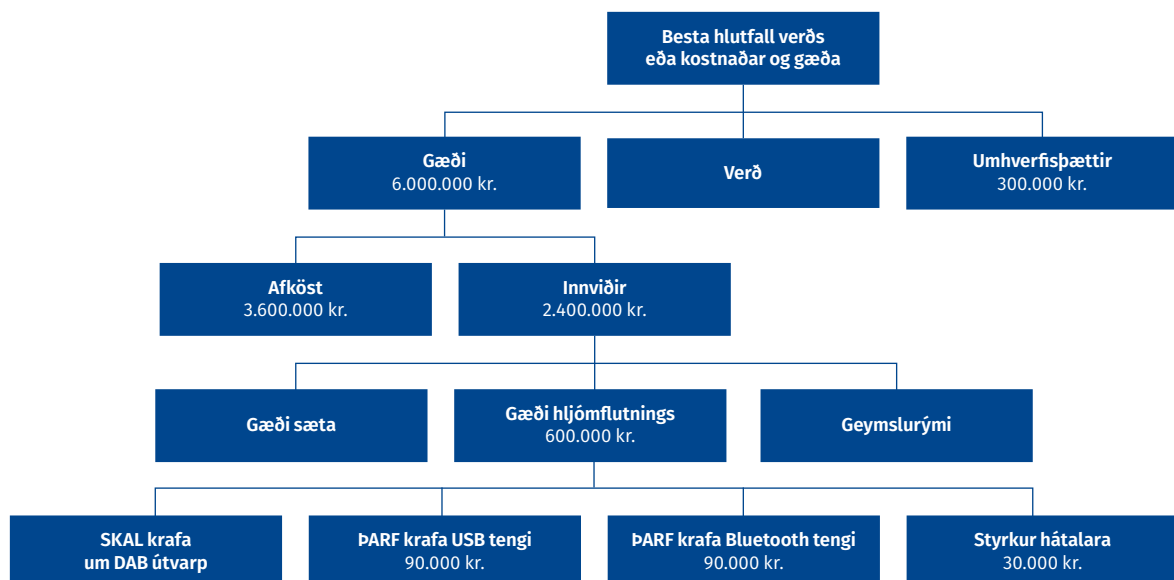 Besta hlutfall verðs
eða kostnaðar og gæða
Gæði
6.000.000 kr.
Verð
Umhverfisþættir
300.000 kr.
Afköst
3.600.000 kr.
Innviðir
2.400.000 kr.
Gæði sæta
Gæði hljómflutnings
600.000 kr.
Geymslurými
SKAL krafa
um DAB útvarp
ÞARF krafa USB tengi
90.000 kr.
ÞARF krafa Bluetooth tengi
90.000 kr.
Styrkur hátalara
30.000 kr.